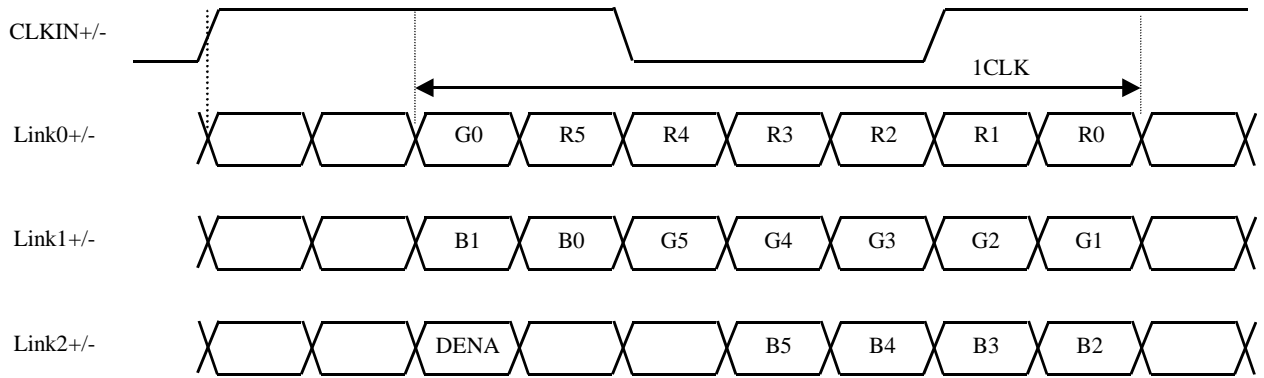 CLKIN+/-
1CLK
Link0+/- G0 R5 R4 R3 R2 R1 R0
Link1+/- B1 B0 G5 G4 G3 G2 G1
Link2+/- DENA B5 B4 B3 B2